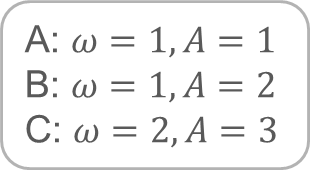 A: ω = 1, A = 1
B: ω = 1, A = 2
C: ω = 2, A = 3